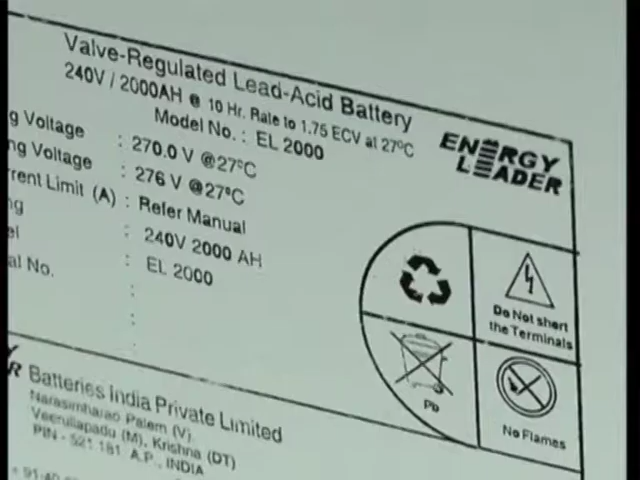 Valve-Regulated Lead-Acid Battery
240V / 2000AH @ 10 Hr. Rate to 1.75 ECV at 27°C
Model No. : EL 2000
ENERGY
LEADER
g Voltage : 270.0 V @27°C
ng Voltage : 276 V @27°C
rrent Limit (A) : Refer Manual
ng : 240V 2000 AH
el : EL 2000
al No. :
:
:
Do Not short
the Terminals
Pb
No Flames
R Batteries India Private Limited
Narasimharao Palem (V)
Veerullapadu (M), Krishna (DT)
PIN - 521 181 A.P., INDIA